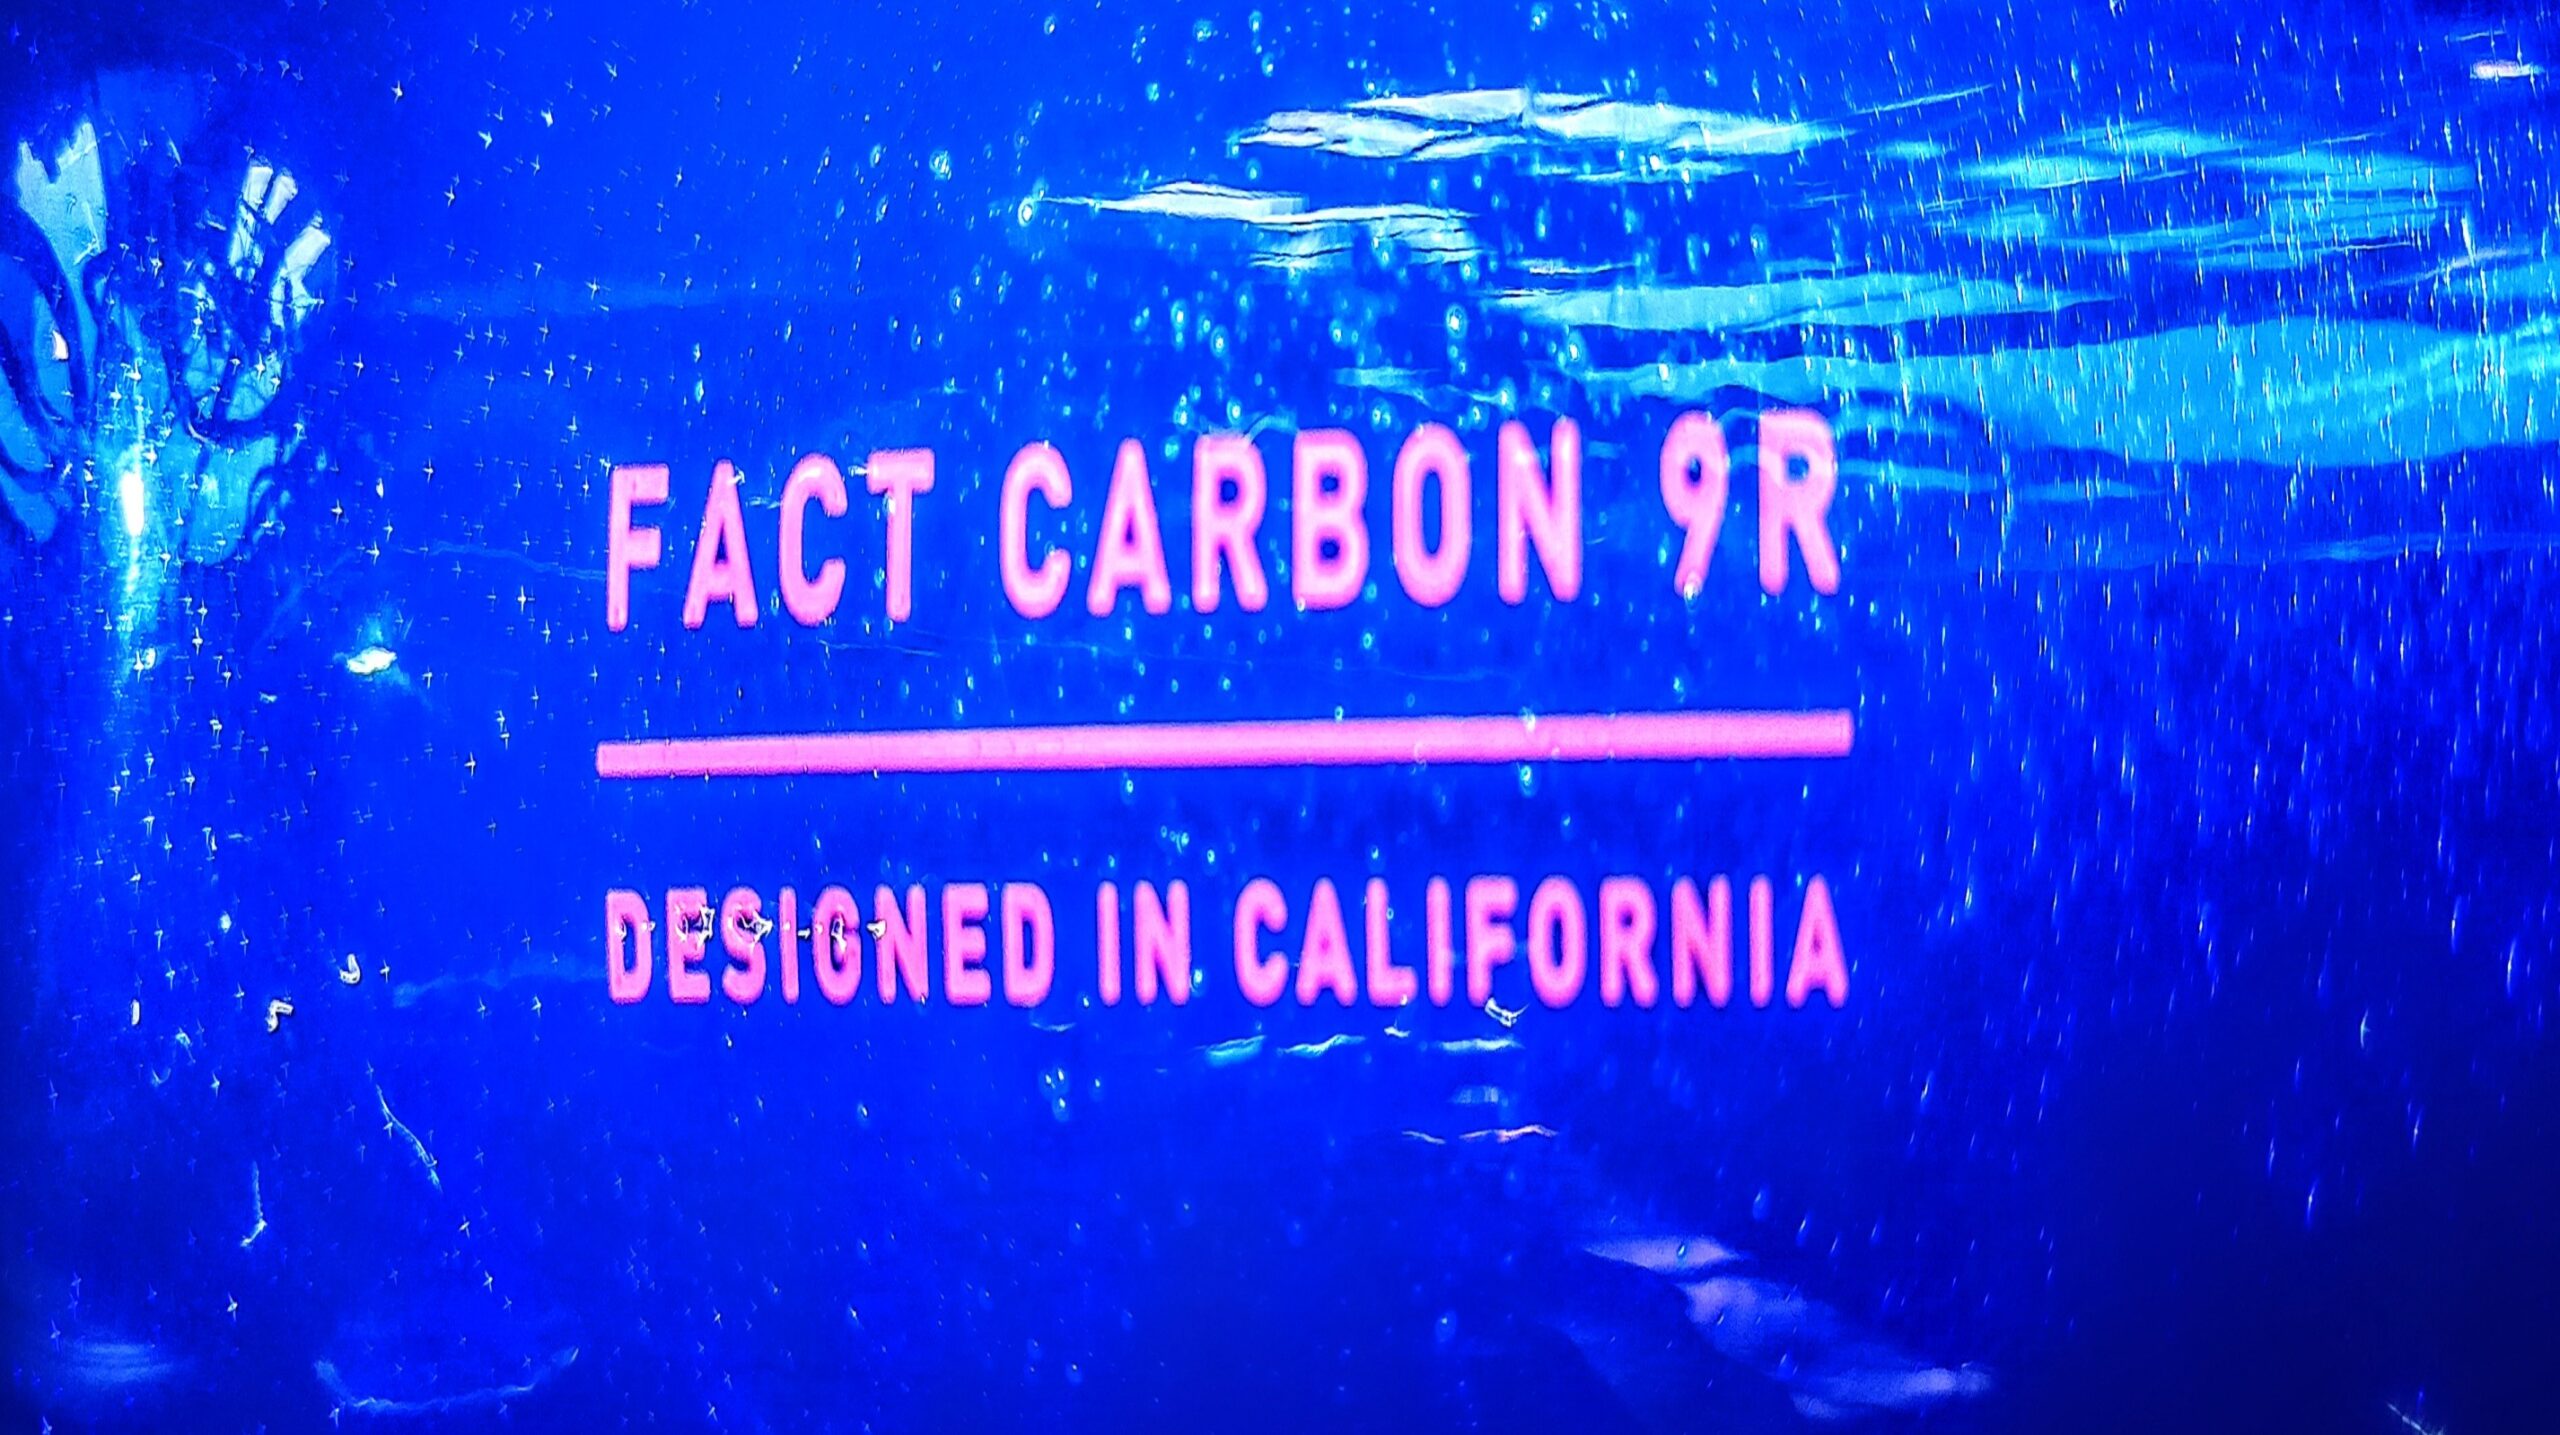 FACT CARBON 9R
DESIGNED IN CALIFORNIA